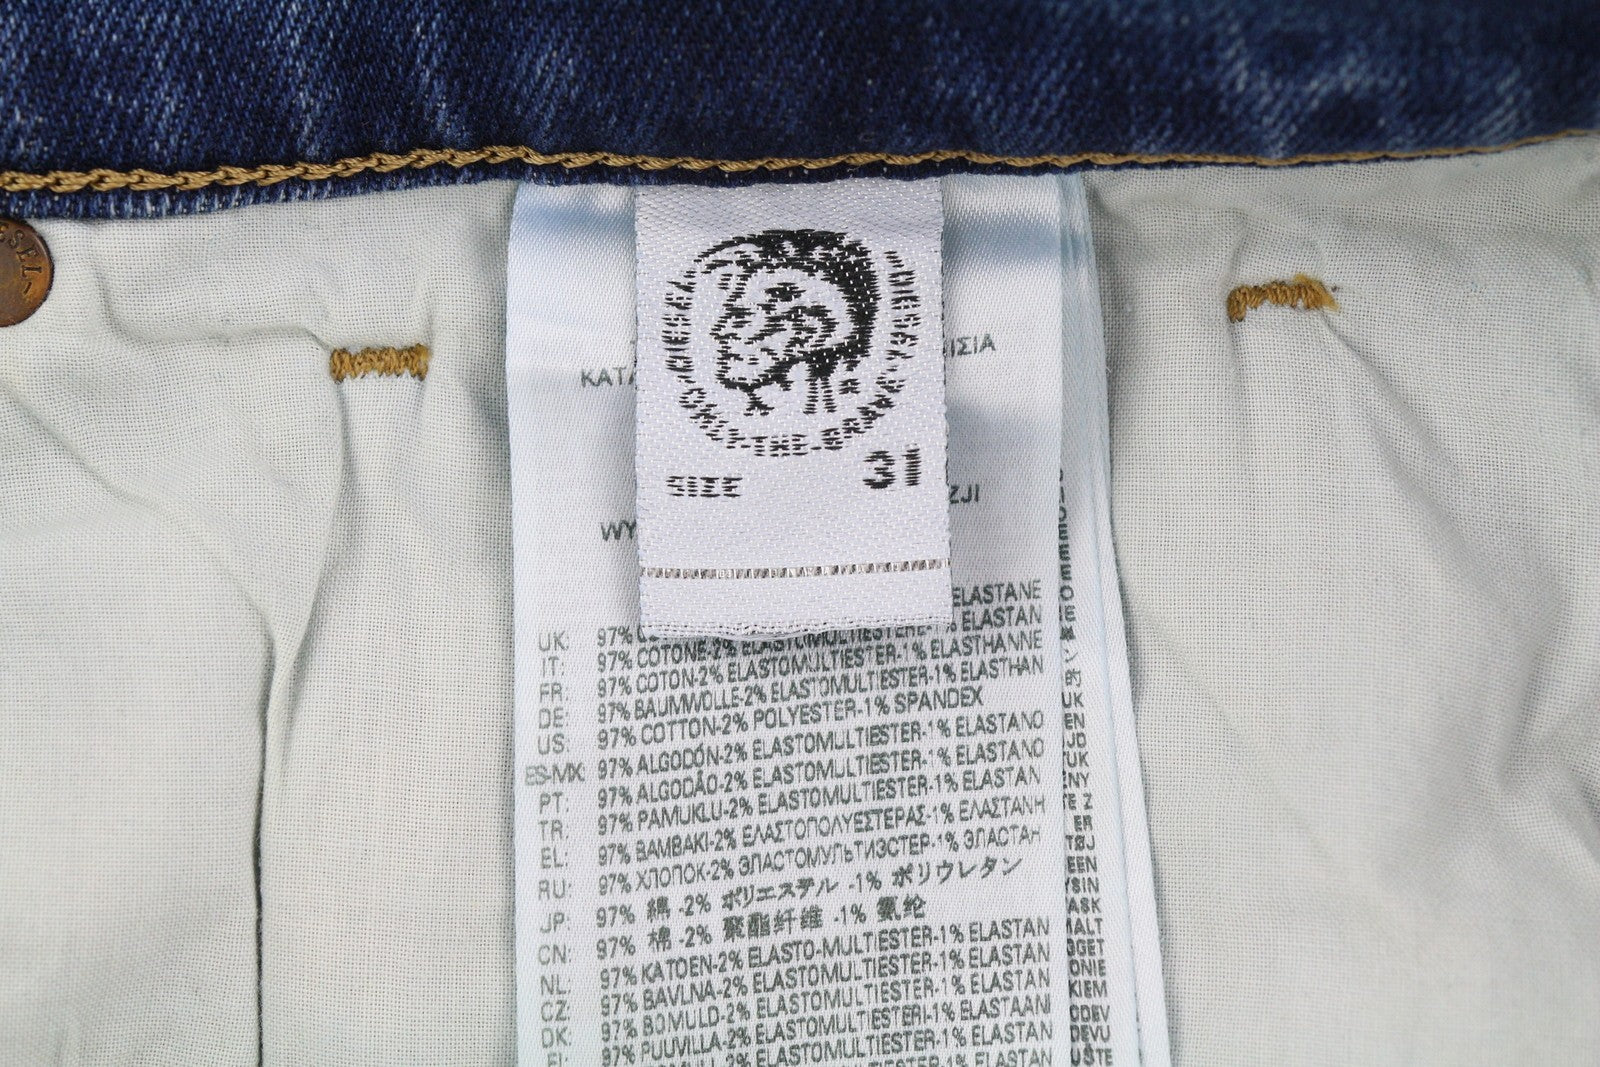 DIESEL
DIESEL
ONLY-THE-BRAVE
SIZE 31
ΚΑΤΑ ΙΣΙΑ
WY ZJI
ELASTANE
UK: 97%
IT: 97% COTONE-2% ELASTOMULTIESTERE-1% ELASTAN
FR: 97% COTON-2% ELASTOMULTIESTER-1% ELASTHANNE
DE: 97% BAUMWOLLE-2% ELASTOMULTIESTER-1% ELASTHAN
US: 97% COTTON-2% POLYESTER-1% SPANDEX
ES-MX: 97% ALGODÓN-2% ELASTOMULTIESTER-1% ELASTANO
PT: 97% ALGODÃO-2% ELASTOMULTIESTER-1% ELASTANO
TR: 97% PAMUKLU-2% ELASTOMULTIESTER-1% ELASTAN
EL: 97% ΒΑΜΒΑΚΙ-2% ΕΛΑΣΤΟΠΟΛΥΕΣΤΕΡΑΣ-1% ΕΛΑΣΤΑΝΗ
RU: 97% ХЛОПОК-2% ЭЛАСТОМУЛЬТИЭСТЕР-1% ЭЛАСТАН
JP: 97% 綿 -2% ポリエステル -1% ポリウレタン
CN: 97% 棉 -2% 聚酯纤维 -1% 氨纶
NL: 97% KATOEN-2% ELASTO-MULTIESTER-1% ELASTAN
CZ: 97% BAVLNA-2% ELASTOMULTIESTER-1% ELASTAN
DK: 97% BOMULD-2% ELASTOMULTIESTER-1% ELASTAN
FI: 97% PUUVILLA-2% ELASTOMULTIESTERI-1% ELASTAANI